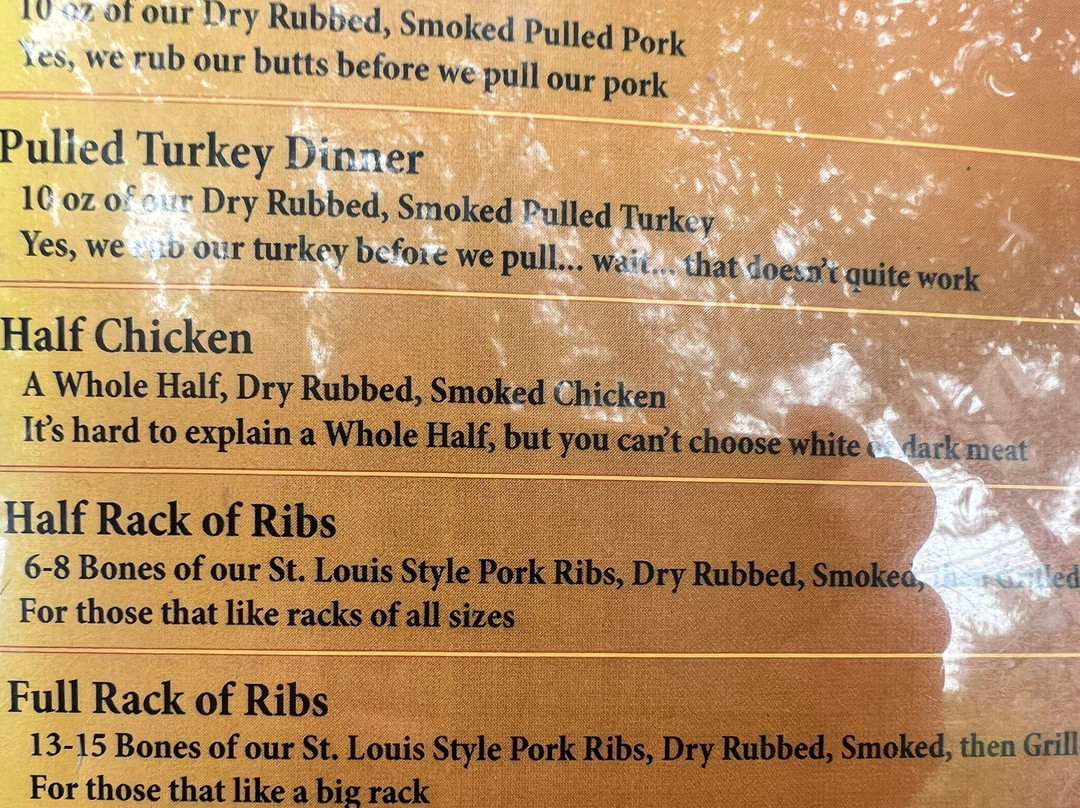 10 oz of our Dry Rubbed, Smoked Pulled Pork
Yes, we rub our butts before we pull our pork
Pulled Turkey Dinner
10 oz of our Dry Rubbed, Smoked Pulled Turkey
Yes, we rub our turkey before we pull... wait... that doesn't quite work
Half Chicken
A Whole Half, Dry Rubbed, Smoked Chicken
It's hard to explain a Whole Half, but you can't choose white or dark meat
Half Rack of Ribs
6-8 Bones of our St. Louis Style Pork Ribs, Dry Rubbed, Smoked, then Grilled
For those that like racks of all sizes
Full Rack of Ribs
13-15 Bones of our St. Louis Style Pork Ribs, Dry Rubbed, Smoked, then Grill
For those that like a big rack